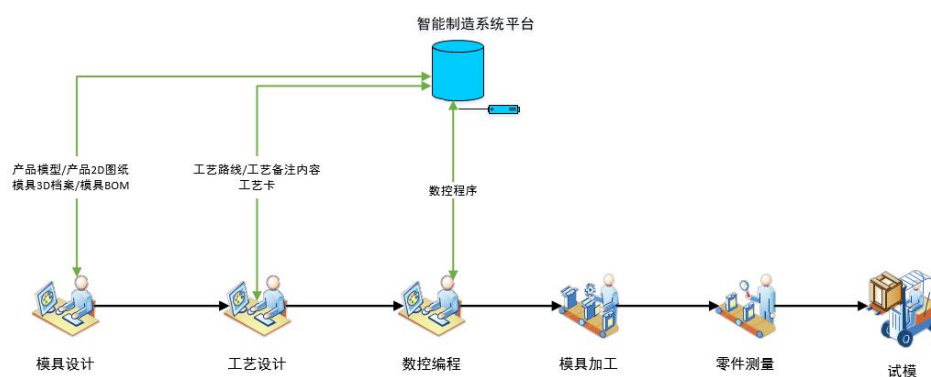 智能制造系统平台
产品模型/产品2D图纸
模具3D档案/模具BOM
工艺路线/工艺备注内容
工艺卡
数控程序
模具设计
工艺设计
数控编程
模具加工
零件测量
试模